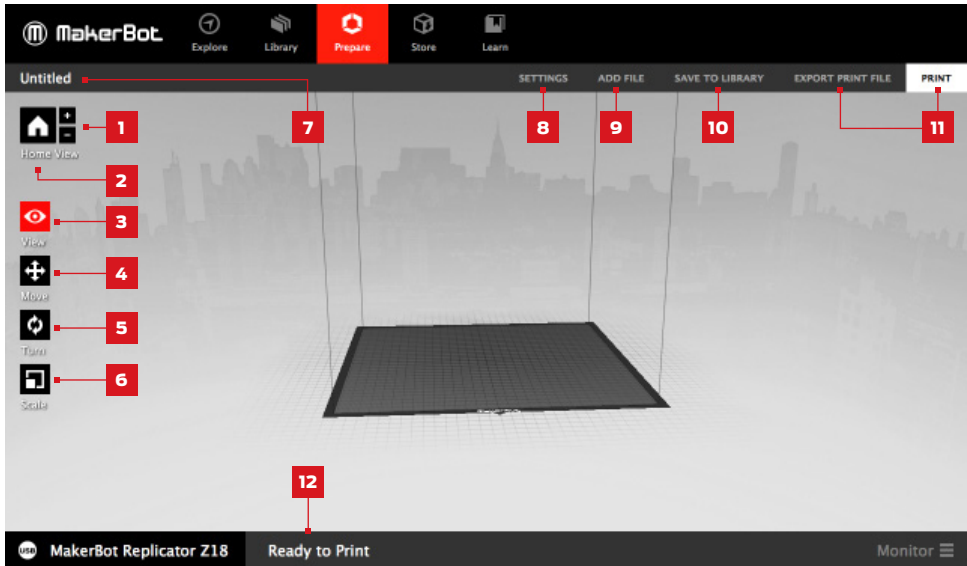 MakerBot
Explore Library Prepare Store Learn
Untitled SETTINGS ADD FILE SAVE TO LIBRARY EXPORT PRINT FILE PRINT
1 7 8 9 10 11
Home View
2
3
View
4
Move
5
Turn
6
Scale
12
USB MakerBot Replicator Z18 Ready to Print Monitor